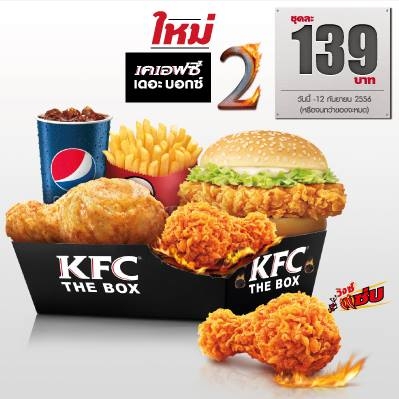 ใหม่
เคเอฟซี
เดอะ บอกซ์
2
ชุดละ
139
บาท
วันนี้ -12 กันยายน 2556
(หรือจนกว่าของจะหมด)
KFC
THE BOX
KFC
THE BOX
วิงซ์
แซ่บ